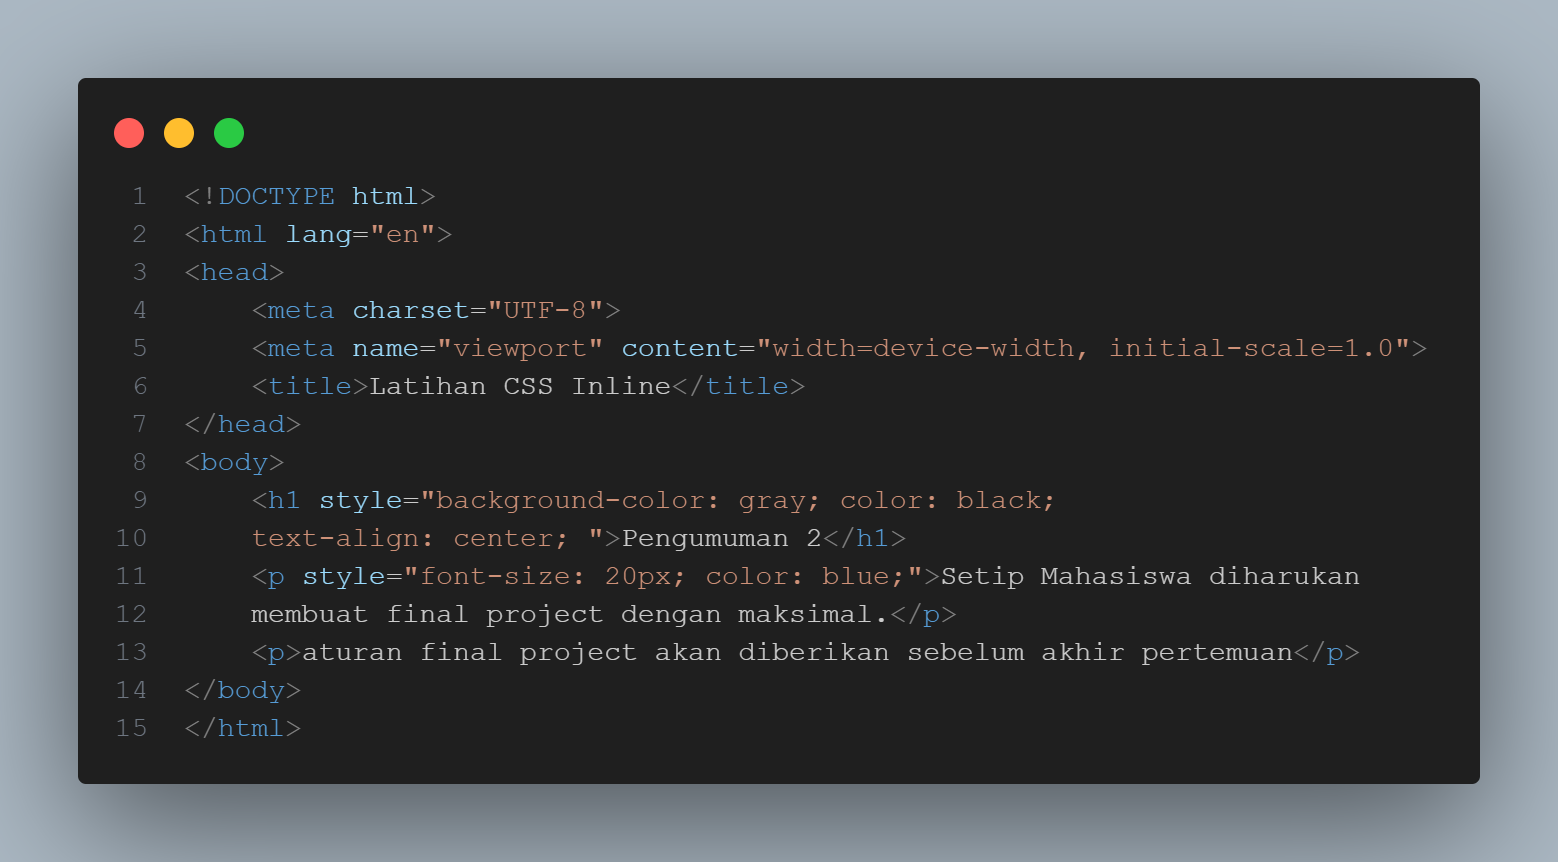 1 <!DOCTYPE html>
2 <html lang="en">
3 <head>
4     <meta charset="UTF-8">
5     <meta name="viewport" content="width=device-width, initial-scale=1.0">
6     <title>Latihan CSS Inline</title>
7 </head>
8 <body>
9     <h1 style="background-color: gray; color: black;
10     text-align: center; ">Pengumuman 2</h1>
11     <p style="font-size: 20px; color: blue;">Setip Mahasiswa diharukan
12     membuat final project dengan maksimal.</p>
13     <p>aturan final project akan diberikan sebelum akhir pertemuan</p>
14 </body>
15 </html>